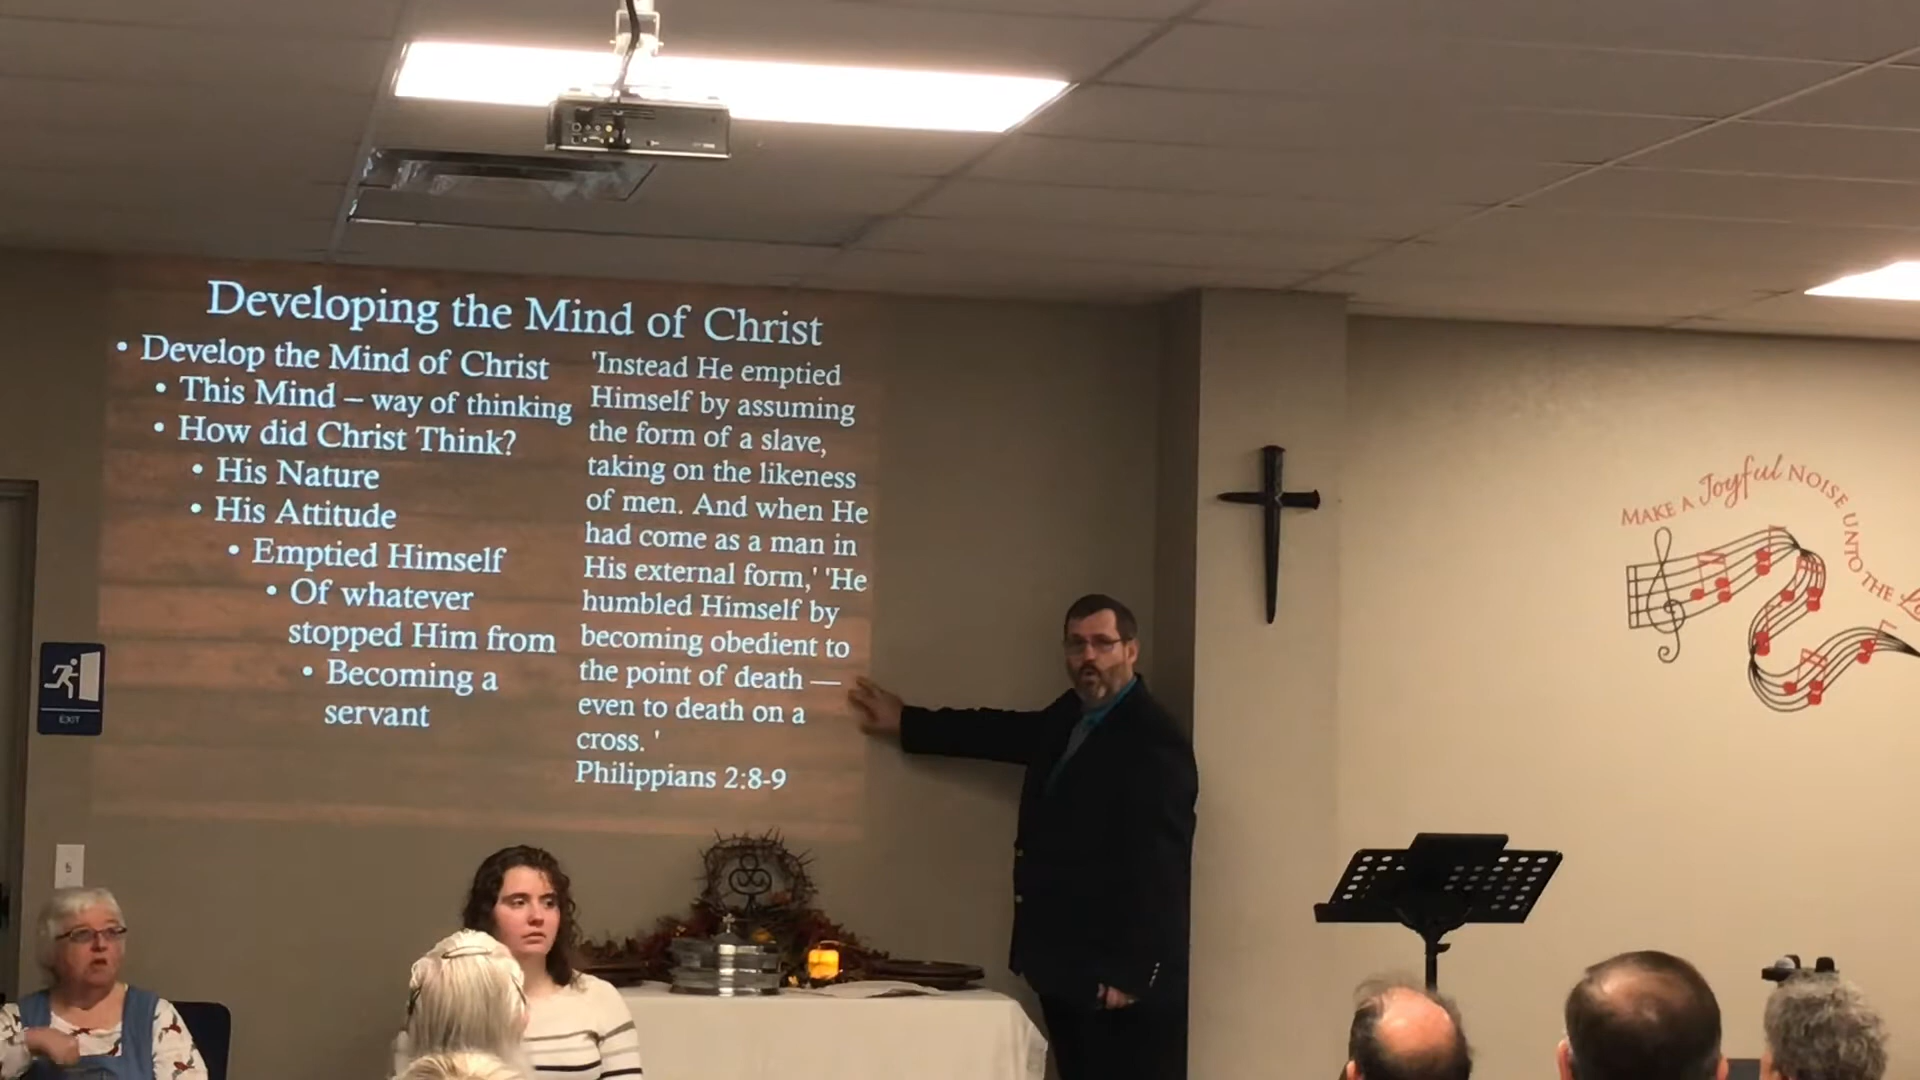 Developing the Mind of Christ
• Develop the Mind of Christ
• This Mind – way of thinking
• How did Christ Think?
• His Nature
• His Attitude
• Emptied Himself
• Of whatever
stopped Him from
• Becoming a
servant
'Instead He emptied
Himself by assuming
the form of a slave,
taking on the likeness
of men. And when He
had come as a man in
His external form,' 'He
humbled Himself by
becoming obedient to
the point of death —
even to death on a
cross. '
Philippians 2:8-9
EXIT
MAKE A Joyful NOISE UNTO THE